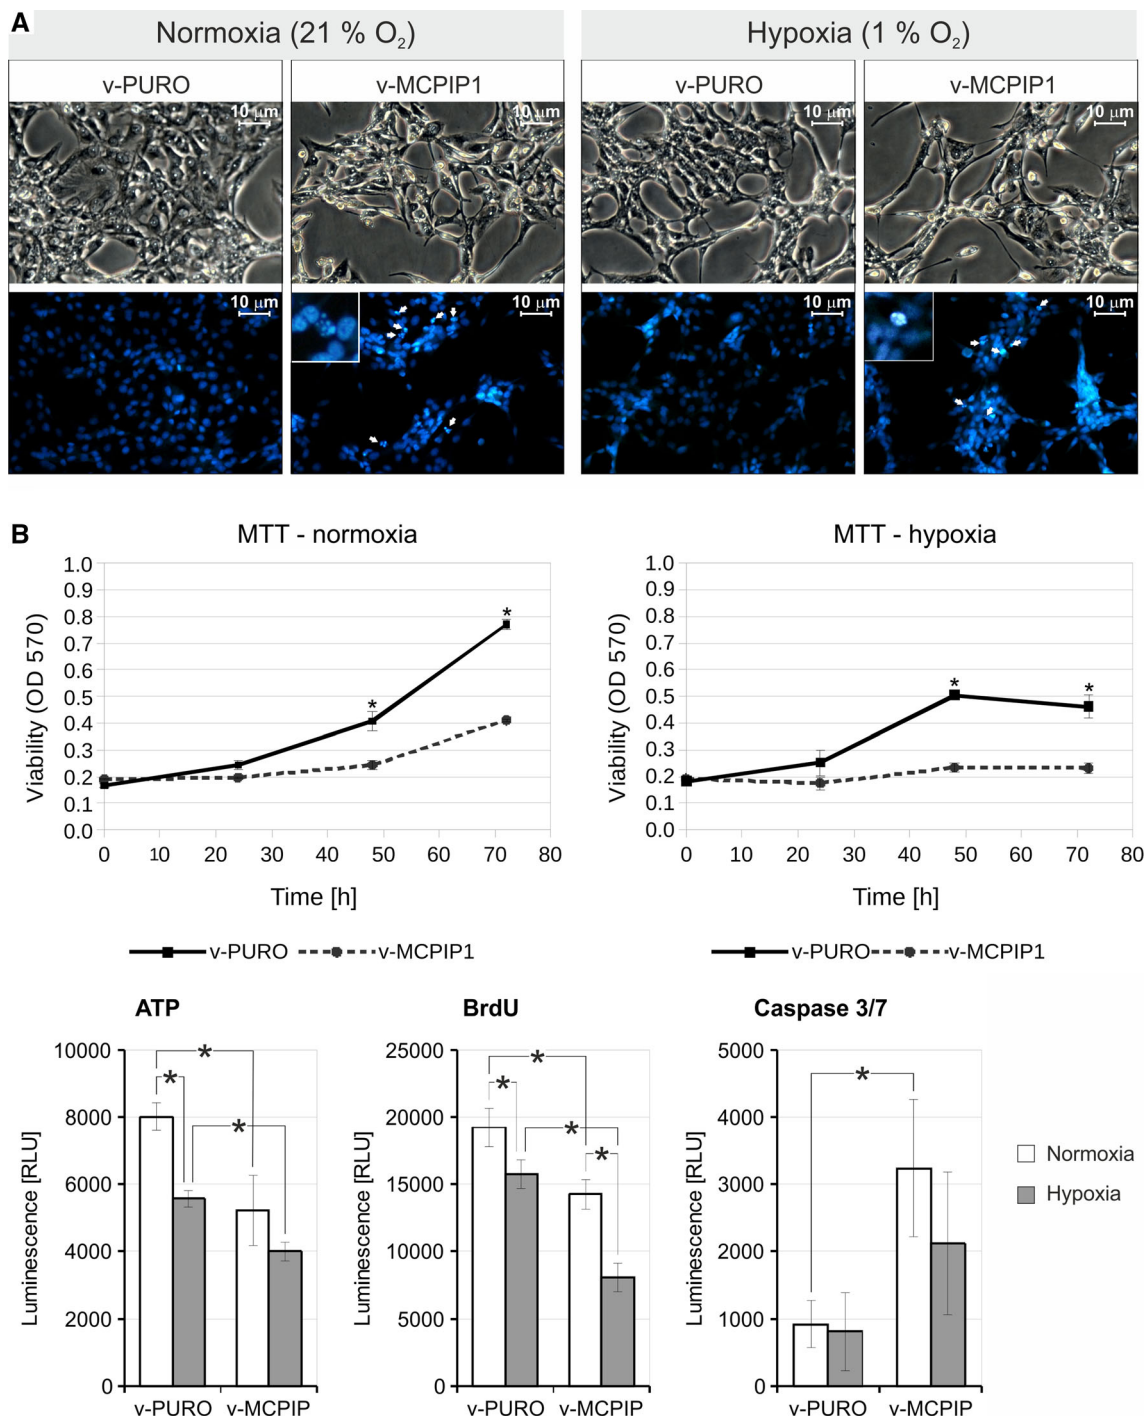 A
Normoxia (21 % O₂)
Hypoxia (1 % O₂)
v-PURO
v-MCPIP1
v-PURO
v-MCPIP1
10 µm
10 µm
10 µm
10 µm
10 µm
10 µm
10 µm
10 µm
B
MTT - normoxia
Viability (OD 570)
1.0
0.9
0.8
0.7
0.6
0.5
0.4
0.3
0.2
0.1
0.0
*
*
0 10 20 30 40 50 60 70 80
Time [h]
v-PURO v-MCPIP1
MTT - hypoxia
Viability (OD 570)
1.0
0.9
0.8
0.7
0.6
0.5
0.4
0.3
0.2
0.1
0.0
*
*
0 10 20 30 40 50 60 70 80
Time [h]
v-PURO v-MCPIP1
ATP
Luminescence [RLU]
10000
8000
6000
4000
2000
0
*
*
*
v-PURO v-MCPIP
BrdU
Luminescence [RLU]
25000
20000
15000
10000
5000
0
*
*
*
*
v-PURO v-MCPIP
Caspase 3/7
Luminescence [RLU]
5000
4000
3000
2000
1000
0
*
v-PURO v-MCPIP
Normoxia
Hypoxia